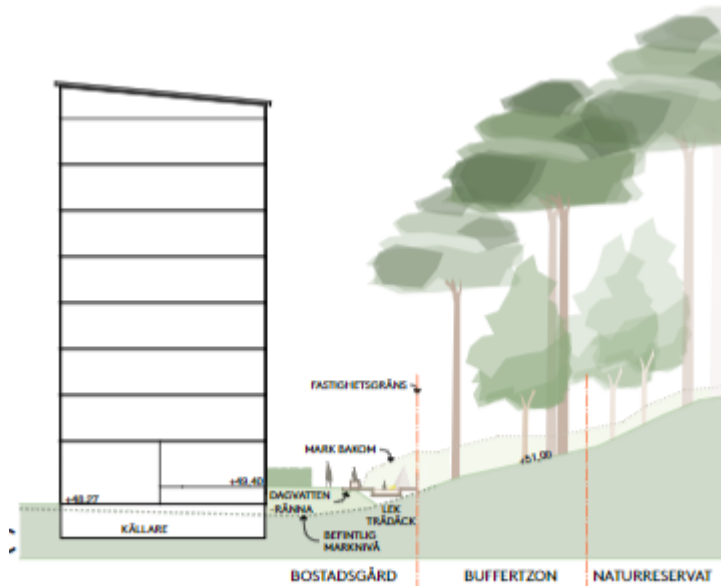 FASTIGHETSGRÄNS
MARK BAKOM
+51,00
+49.40
+48.27
DAGVATTEN
-RÄNNA
LEK
TRÄDÄCK
KÄLLARE
BEFINTLIG
MARKNIVÅ
BOSTADSGÅRD
BUFFERTZON
NATURRESERVAT